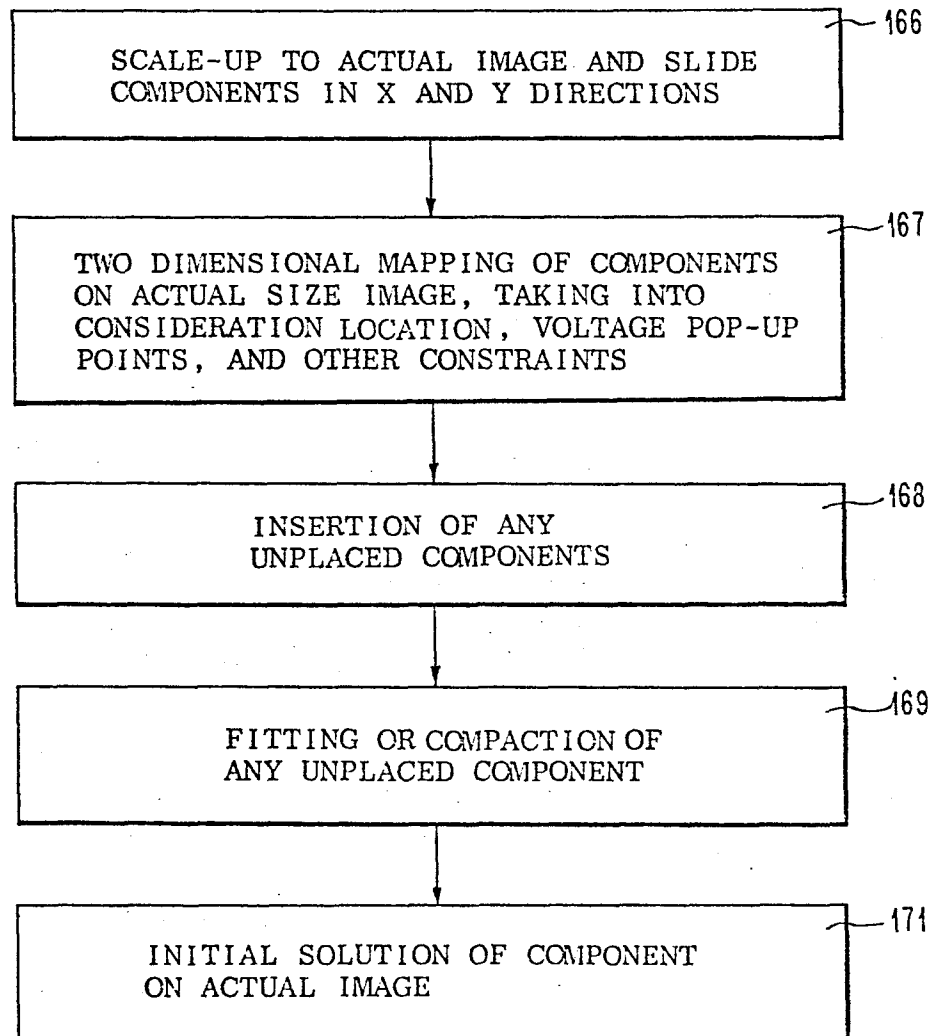 166
SCALE-UP TO ACTUAL IMAGE AND SLIDE
COMPONENTS IN X AND Y DIRECTIONS
167
TWO DIMENSIONAL MAPPING OF COMPONENTS
ON ACTUAL SIZE IMAGE, TAKING INTO
CONSIDERATION LOCATION, VOLTAGE POP-UP
POINTS, AND OTHER CONSTRAINTS
168
INSERTION OF ANY
UNPLACED COMPONENTS
169
FITTING OR COMPACTION OF
ANY UNPLACED COMPONENT
171
INITIAL SOLUTION OF COMPONENT
ON ACTUAL IMAGE